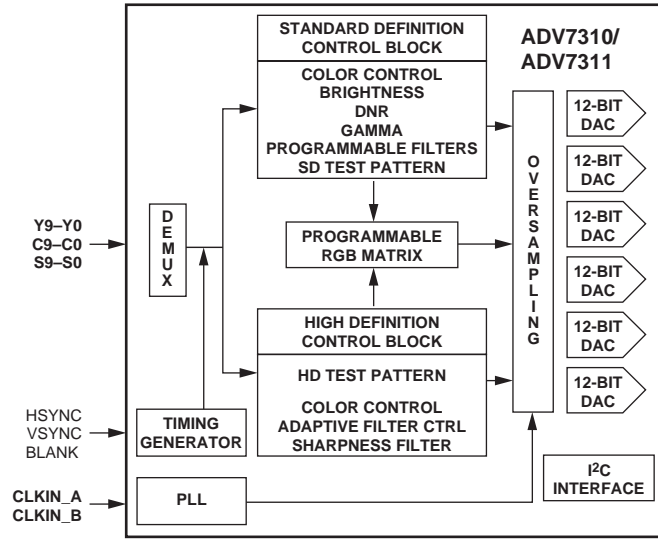 STANDARD DEFINITION
CONTROL BLOCK
COLOR CONTROL
BRIGHTNESS
DNR
GAMMA
PROGRAMMABLE FILTERS
SD TEST PATTERN
ADV7310/
ADV7311
12-BIT
DAC
12-BIT
DAC
12-BIT
DAC
12-BIT
DAC
12-BIT
DAC
12-BIT
DAC
OVERSAMPLING
Y9–Y0
C9–C0
S9–S0
DEMUX
PROGRAMMABLE
RGB MATRIX
HIGH DEFINITION
CONTROL BLOCK
HD TEST PATTERN
COLOR CONTROL
ADAPTIVE FILTER CTRL
SHARPNESS FILTER
HSYNC
VSYNC
BLANK
TIMING
GENERATOR
CLKIN_A
CLKIN_B
PLL
I²C
INTERFACE